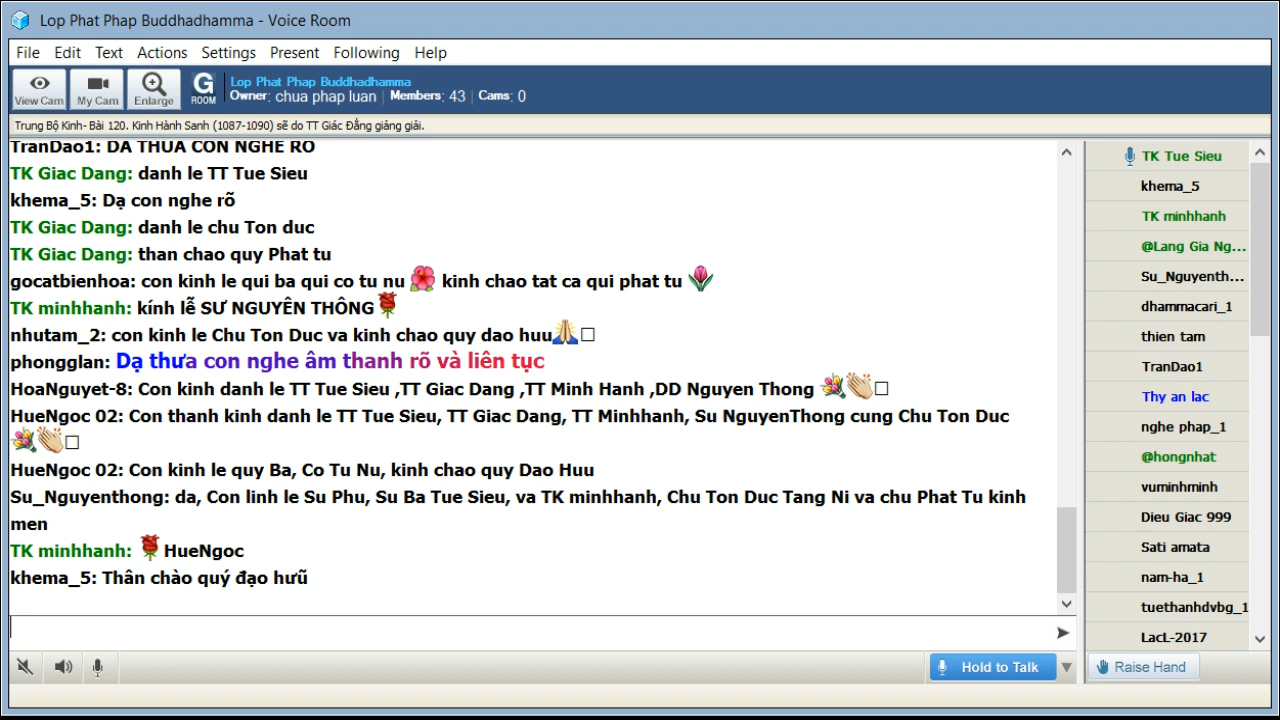 Lop Phat Phap Buddhadhamma - Voice Room
File Edit Text Actions Settings Present Following Help
View Cam My Cam Enlarge G ROOM
Lop Phat Phap Buddhadhamma
Owner: chua phap luan | Members: 43 | Cams: 0
Trung Bộ Kinh- Bài 120. Kinh Hành Sanh (1087-1090) sẽ do TT Giác Đẳng giảng giải.
TranDao1: DẠ THƯA CON NGHE RÕ
TK Giac Dang: danh le TT Tue Sieu
khema_5: Dạ con nghe rõ
TK Giac Dang: danh le chu Ton duc
TK Giac Dang: than chao quy Phat tu
gocatbienhoa: con kinh le qui ba qui co tu nu 🌺 kinh chao tat ca qui phat tu 🌷
TK minhhanh: kính lễ SƯ NGUYÊN THÔNG🌹
nhutam_2: con kinh le Chu Ton Duc va kinh chao quy dao huu🙏□
phongglan: Dạ thưa con nghe âm thanh rõ và liên tục
HoaNguyet-8: Con kinh danh le TT Tue Sieu ,TT Giac Dang ,TT Minh Hanh ,DD Nguyen Thong 💐👏□
HueNgoc 02: Con thanh kinh danh le TT Tue Sieu, TT Giac Dang, TT Minhhanh, Su NguyenThong cung Chu Ton Duc
💐👏□
HueNgoc 02: Con kinh le quy Ba, Co Tu Nu, kinh chao quy Dao Huu
Su_Nguyenthong: da, Con linh le Su Phu, Su Ba Tue Sieu, va TK minhhanh, Chu Ton Duc Tang Ni va chu Phat Tu kinh
men
TK minhhanh: 🌹HueNgoc
khema_5: Thân chào quý đạo hưũ
TK Tue Sieu
khema_5
TK minhhanh
@Lang Gia Ng...
Su_Nguyenth...
dhammacari_1
thien tam
TranDao1
Thy an lac
nghe phap_1
@hongnhat
vuminhminh
Dieu Giac 999
Sati amata
nam-ha_1
tuethanhdvbg_1
LacL-2017
Hold to Talk
Raise Hand